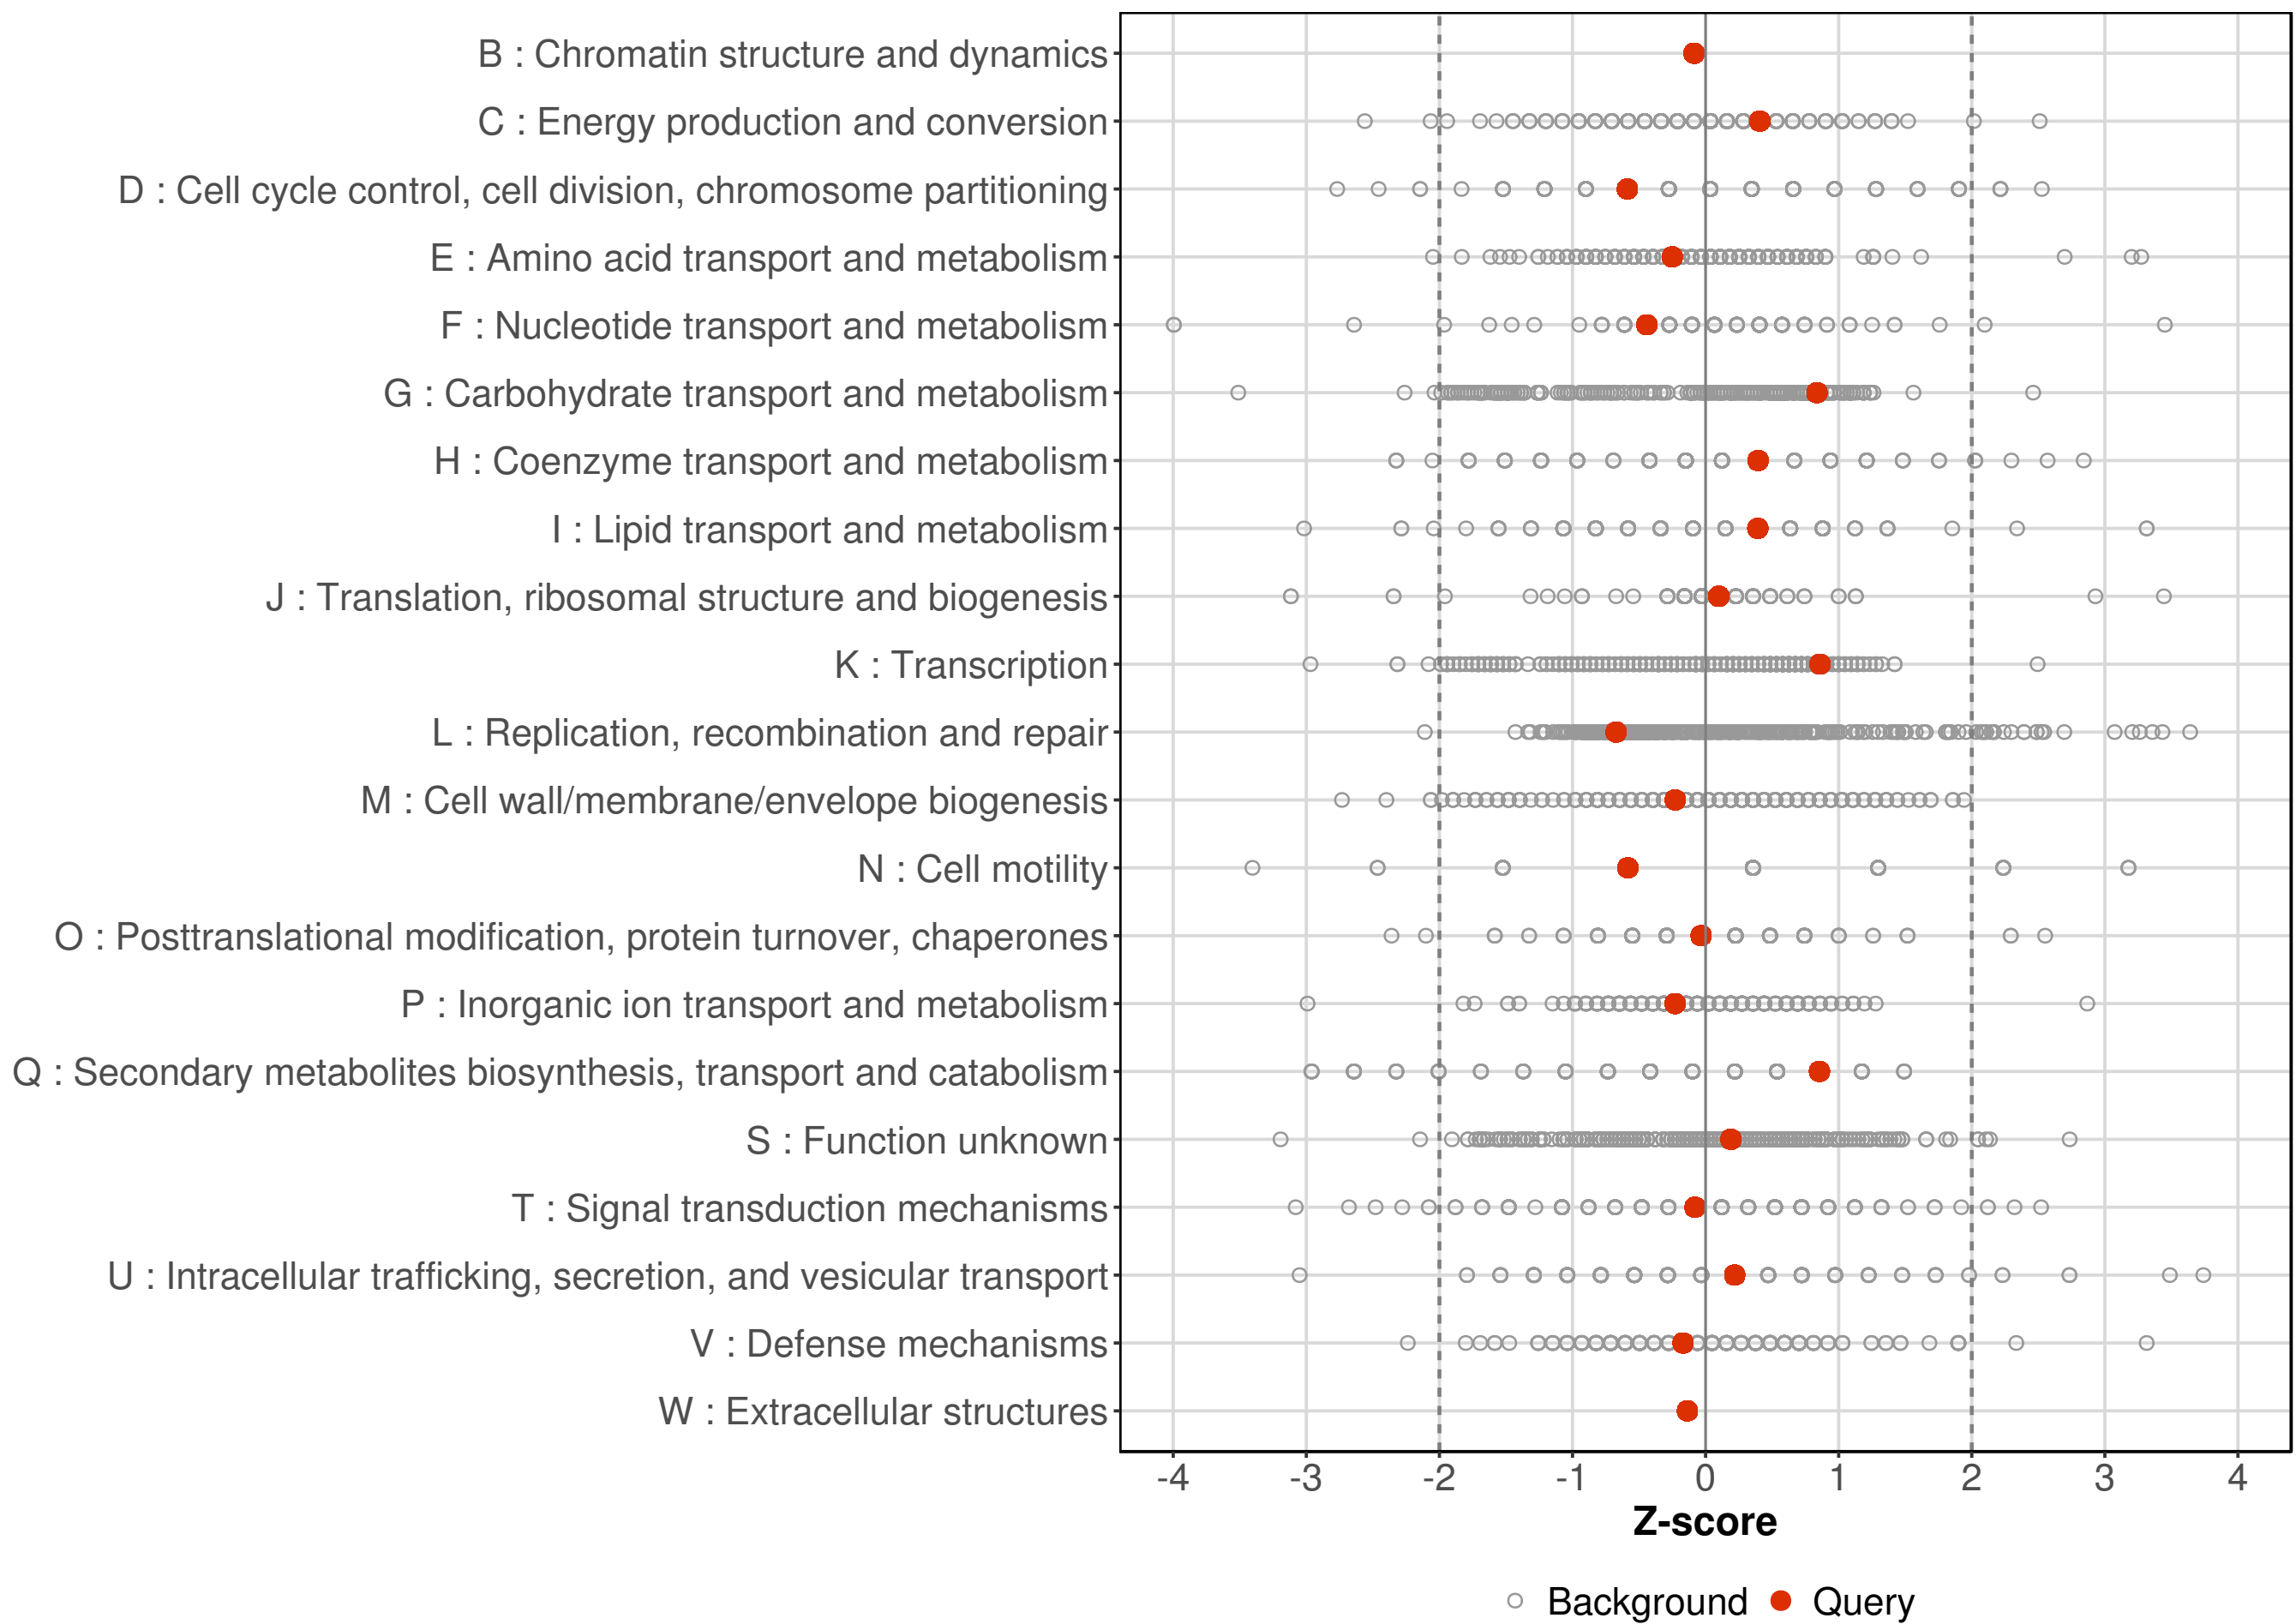 B : Chromatin structure and dynamics
C : Energy production and conversion
D : Cell cycle control, cell division, chromosome partitioning
E : Amino acid transport and metabolism
F : Nucleotide transport and metabolism
G : Carbohydrate transport and metabolism
H : Coenzyme transport and metabolism
I : Lipid transport and metabolism
J : Translation, ribosomal structure and biogenesis
K : Transcription
L : Replication, recombination and repair
M : Cell wall/membrane/envelope biogenesis
N : Cell motility
O : Posttranslational modification, protein turnover, chaperones
P : Inorganic ion transport and metabolism
Q : Secondary metabolites biosynthesis, transport and catabolism
S : Function unknown
T : Signal transduction mechanisms
U : Intracellular trafficking, secretion, and vesicular transport
V : Defense mechanisms
W : Extracellular structures
-4 -3 -2 -1 0 1 2 3 4
Z-score
Background Query